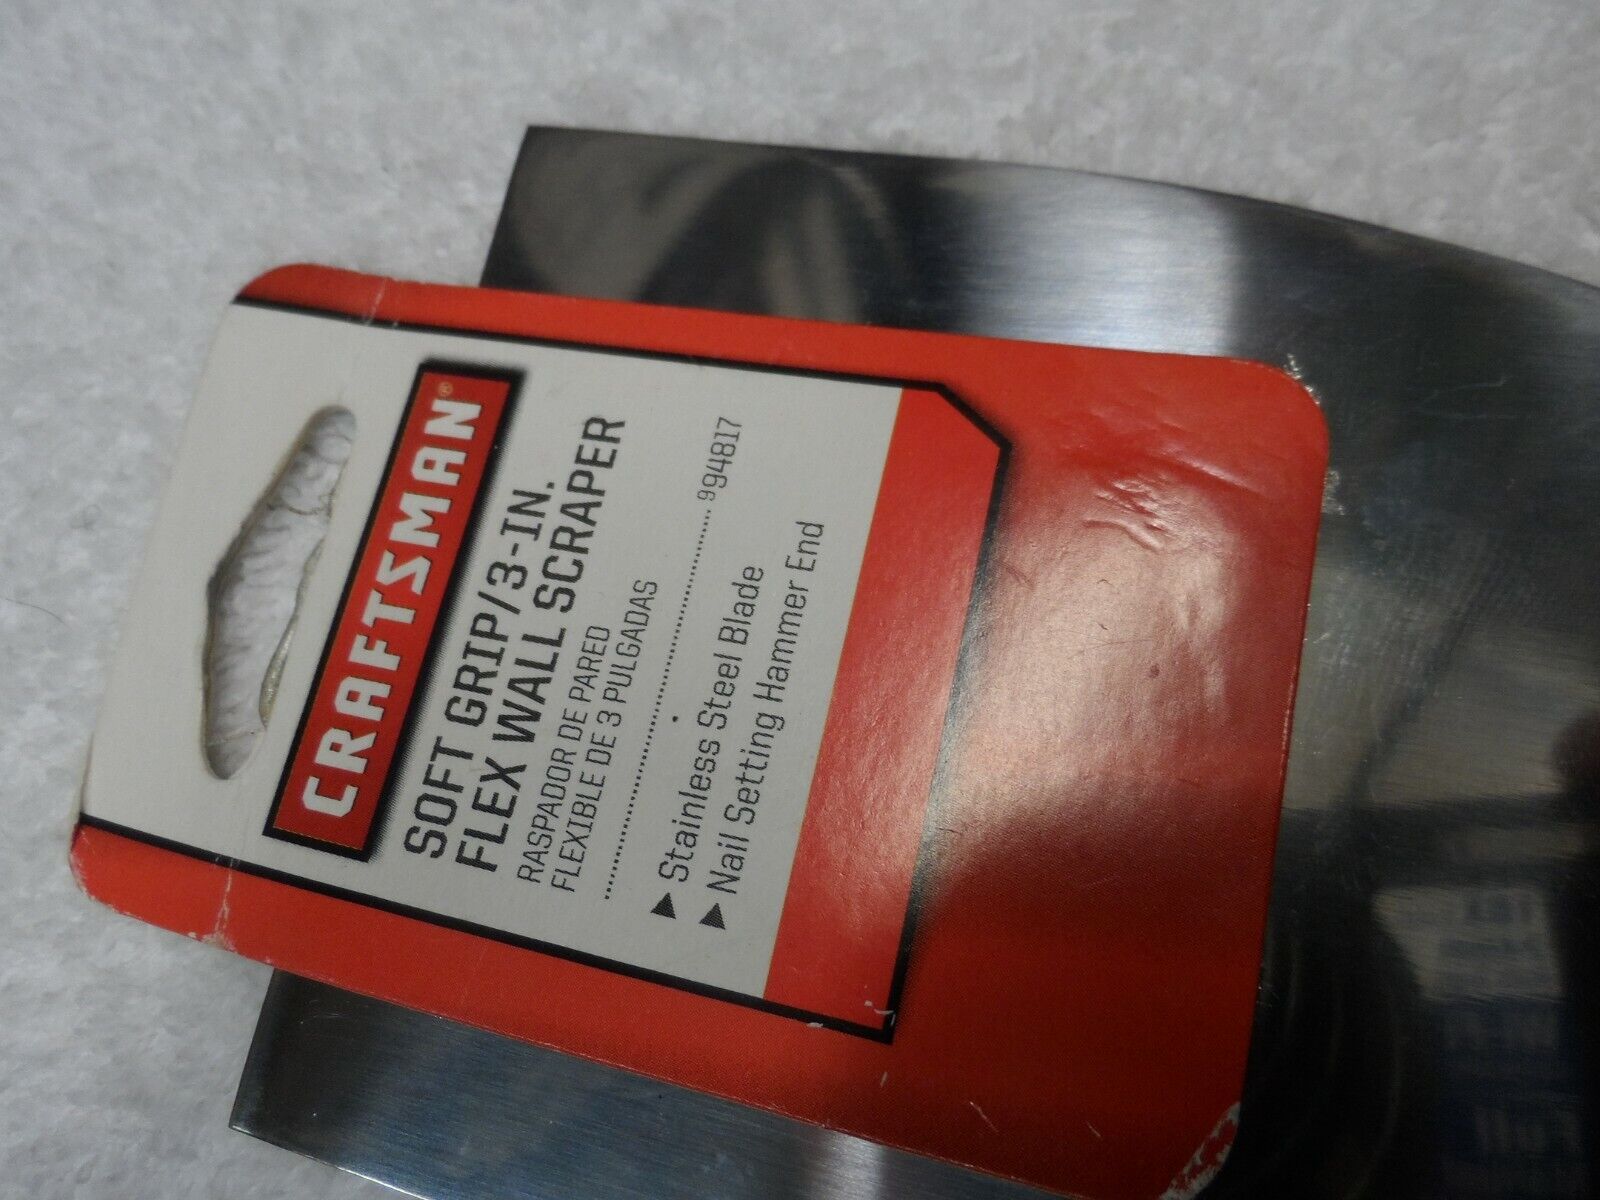 CRAFTSMAN®
SOFT GRIP/3-IN.
FLEX WALL SCRAPER
RASPADOR DE PARED
FLEXIBLE DE 3 PULGADAS
994817
▶ Stainless Steel Blade
▶ Nail Setting Hammer End